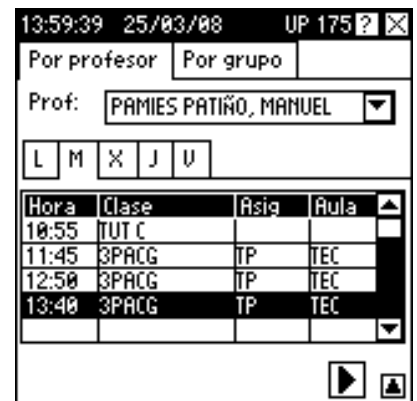 13:59:39 25/03/08 UP 175 ?
Por profesor Por grupo
Prof: PAMIES PATIÑO, MANUEL
L M X J V
Hora Clase Asig Aula
10:55 TUT C
11:45 3PACG TP TEC
12:50 3PACG TP TEC
13:40 3PACG TP TEC